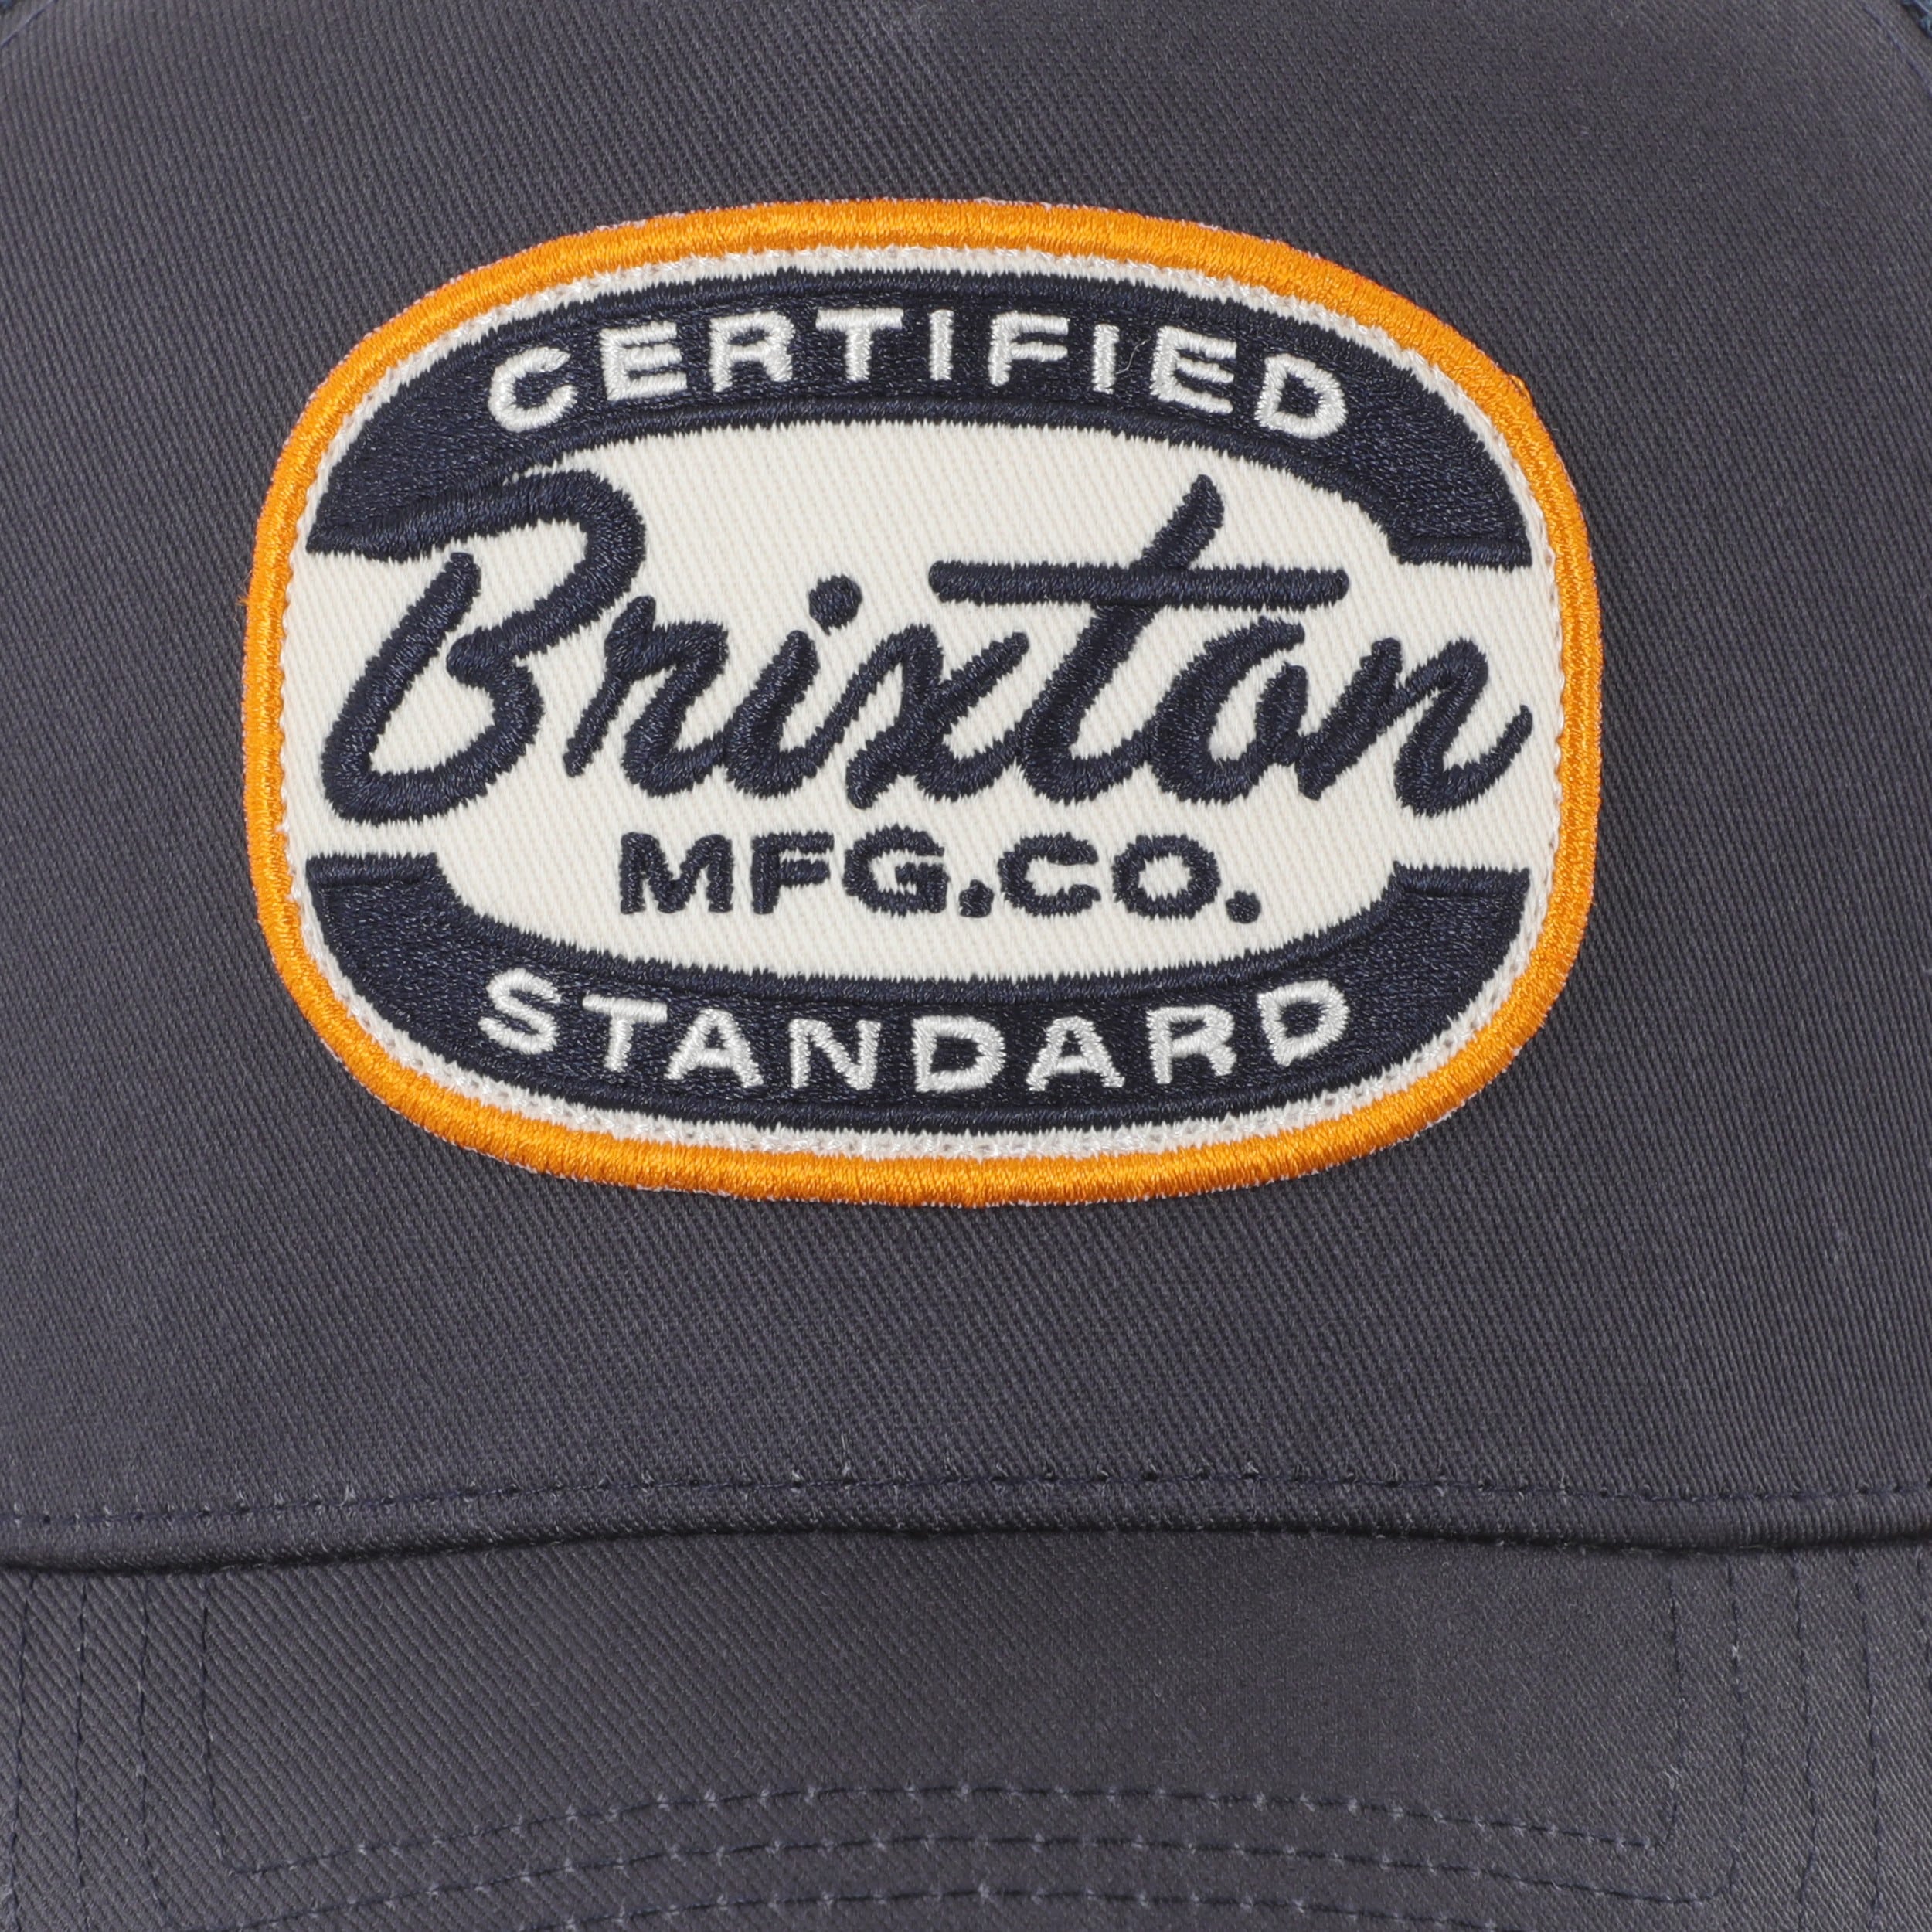 CERTIFIED
Brixton
MFG.CO.
STANDARD